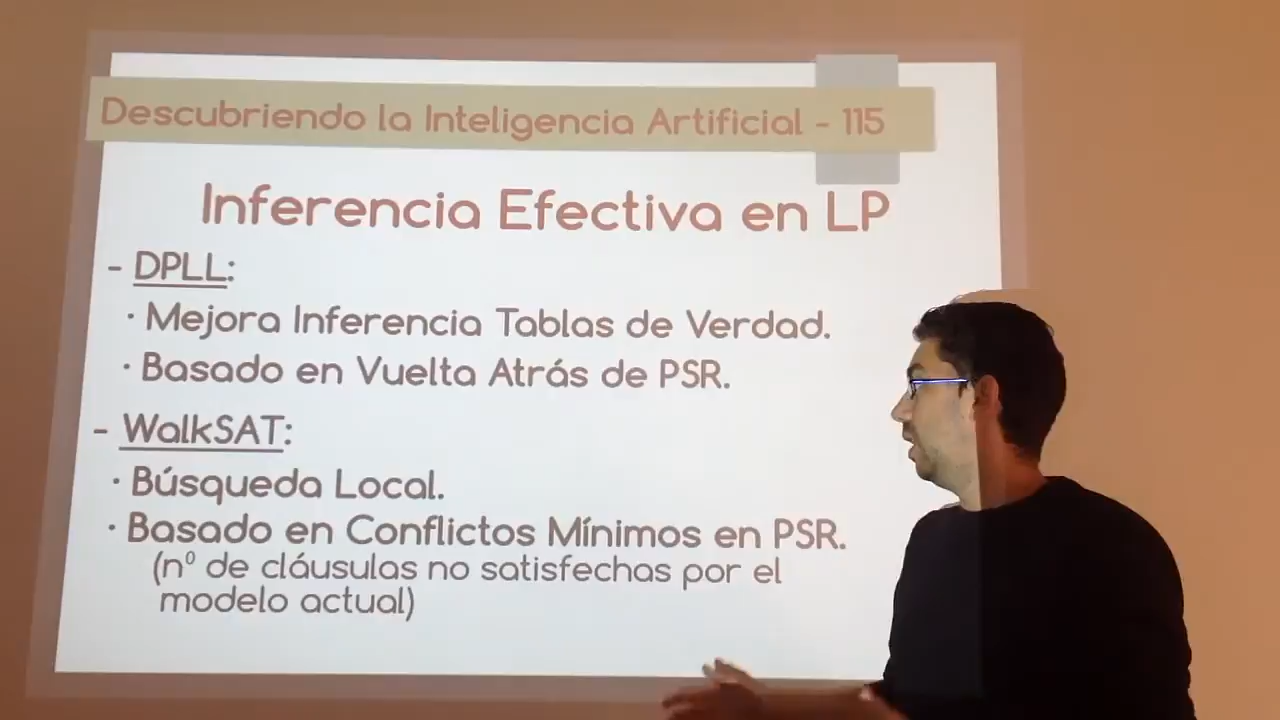 Descubriendo la Inteligencia Artificial - 115
Inferencia Efectiva en LP
- DPLL:
· Mejora Inferencia Tablas de Verdad.
· Basado en Vuelta Atrás de PSR.
- WalkSAT:
· Búsqueda Local.
· Basado en Conflictos Mínimos en PSR.
(nº de cláusulas no satisfechas por el
modelo actual)